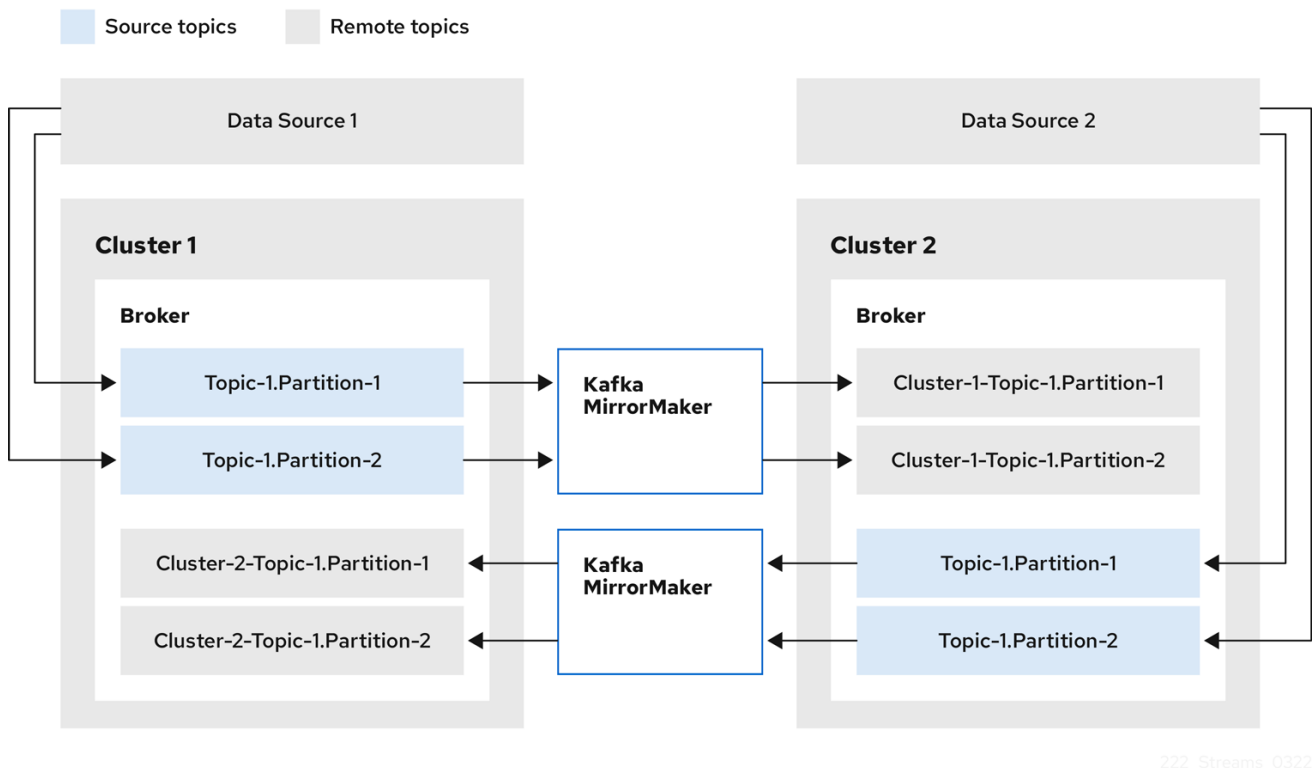 Source topics
Remote topics
Data Source 1
Data Source 2
Cluster 1
Broker
Topic-1.Partition-1
Topic-1.Partition-2
Cluster-2-Topic-1.Partition-1
Cluster-2-Topic-1.Partition-2
Kafka
MirrorMaker
Kafka
MirrorMaker
Cluster 2
Broker
Cluster-1-Topic-1.Partition-1
Cluster-1-Topic-1.Partition-2
Topic-1.Partition-1
Topic-1.Partition-2
222_Streams_0322